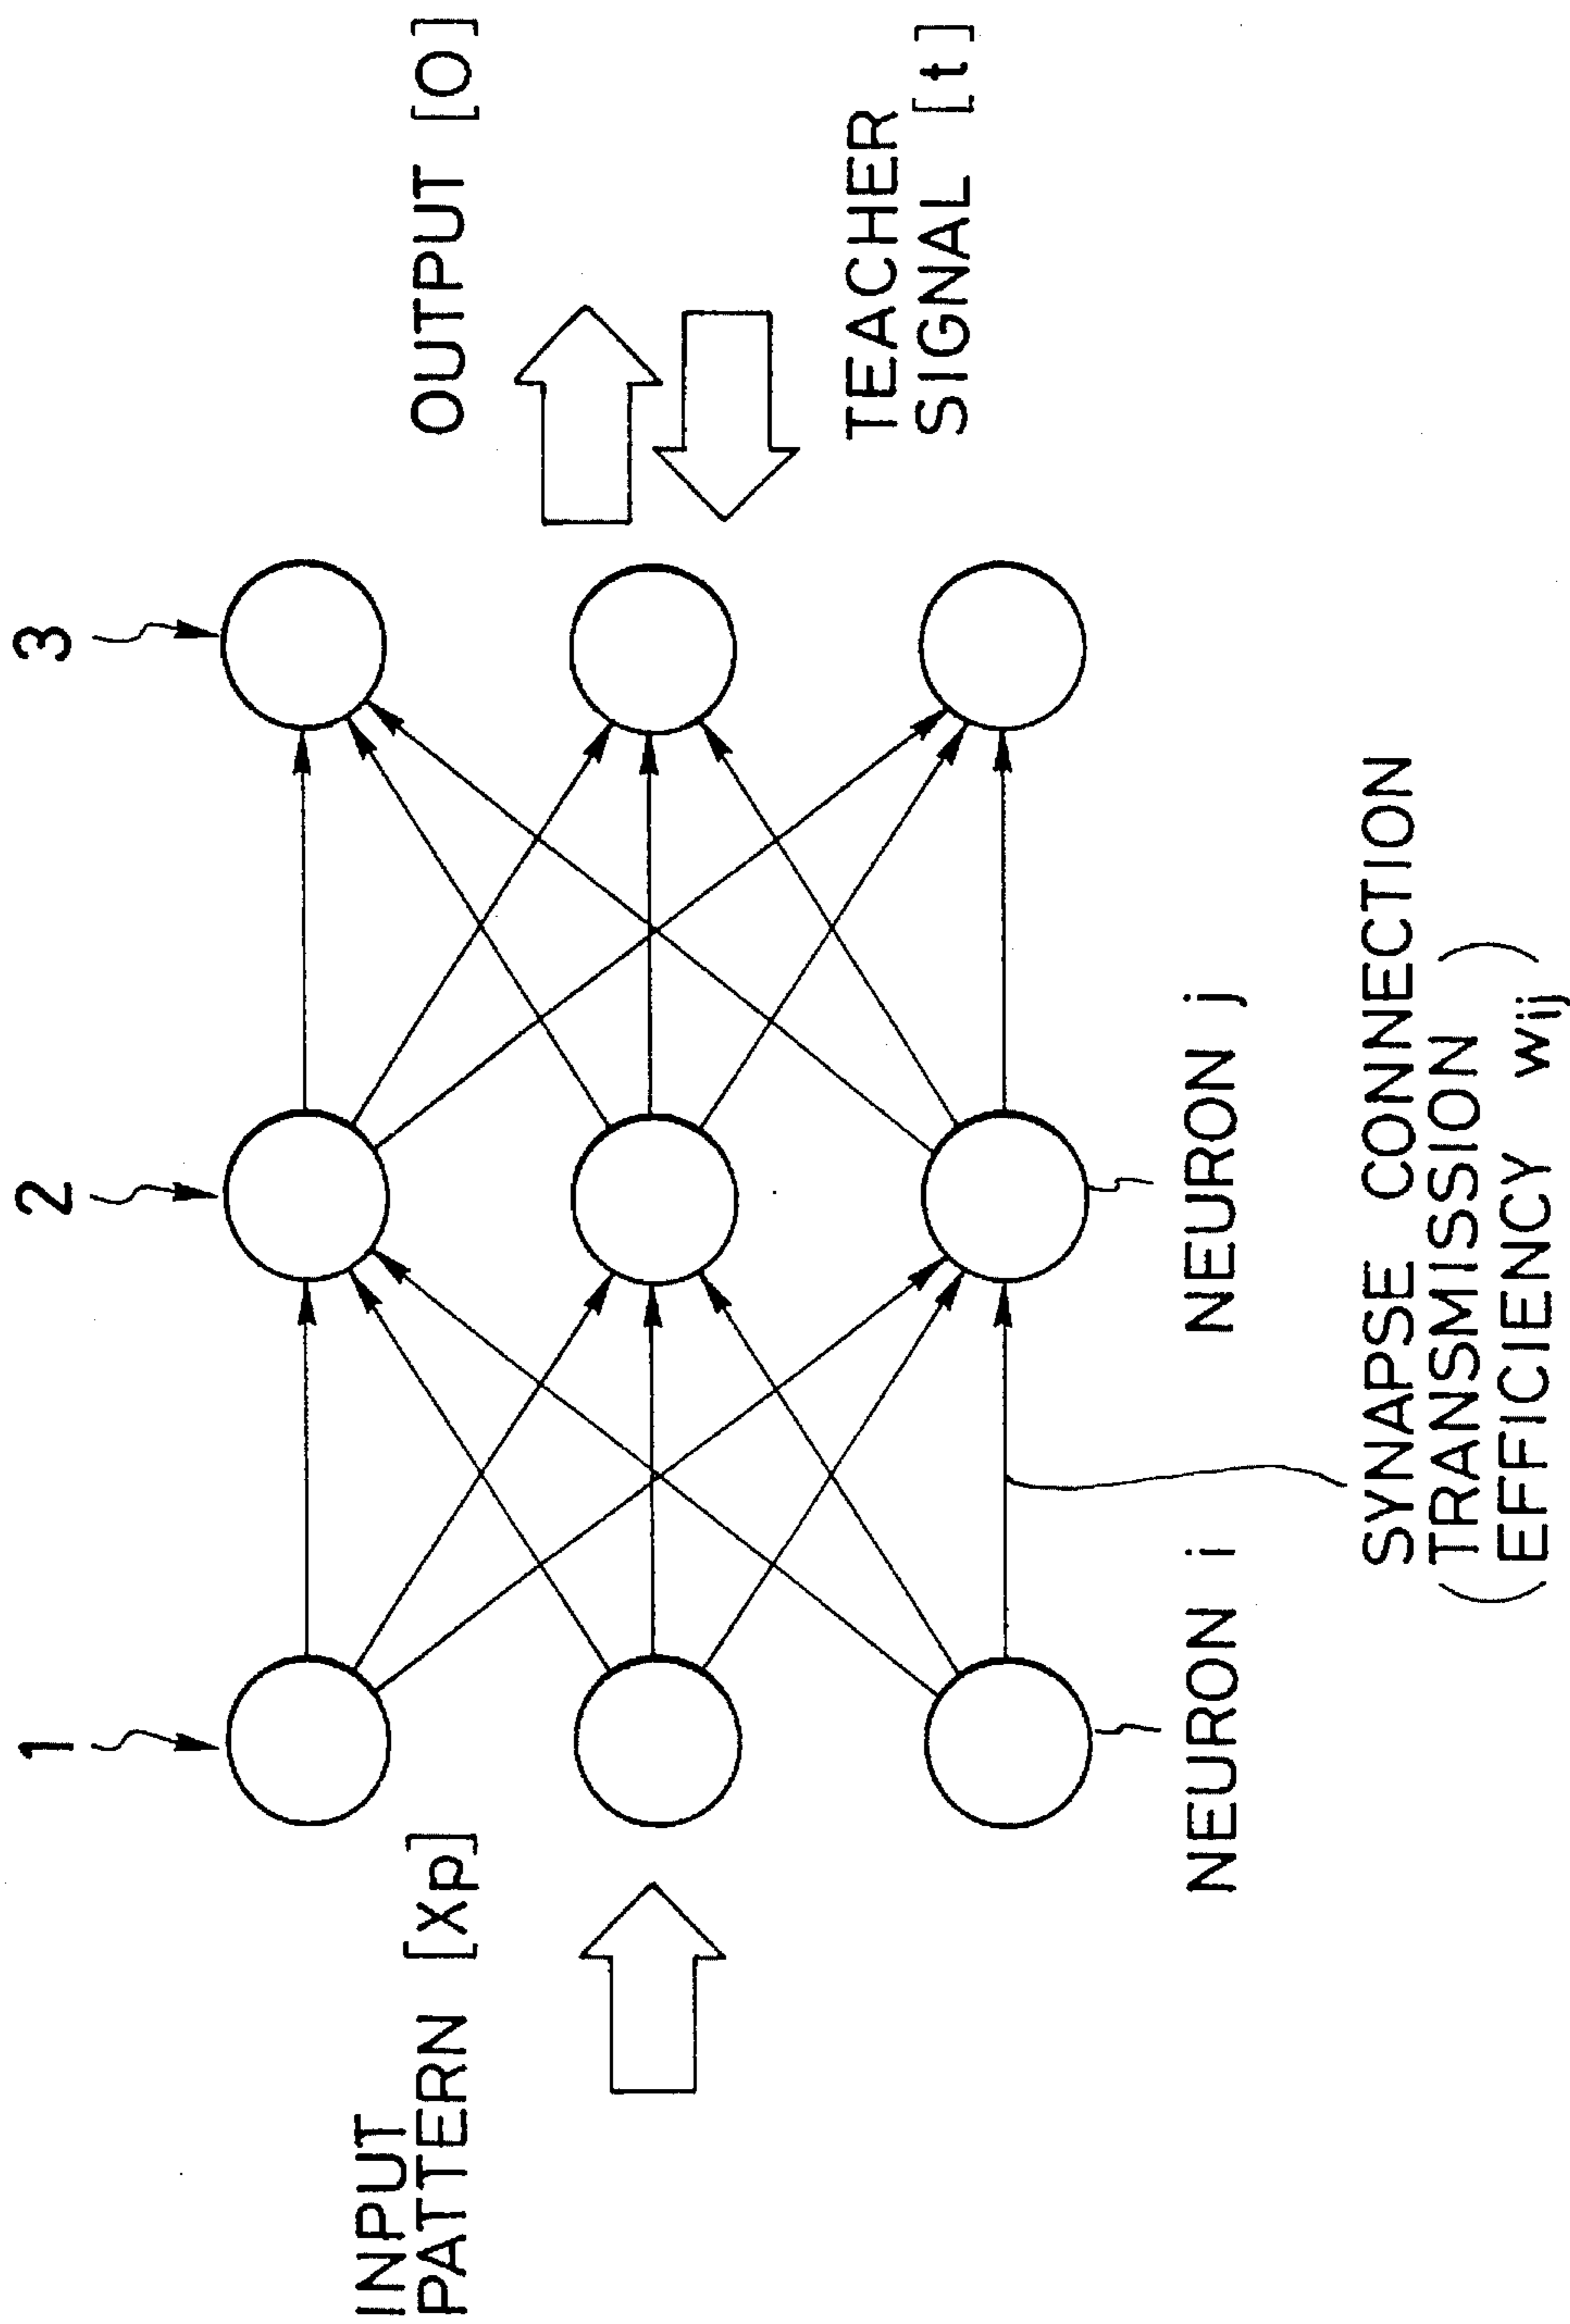 1
2
3
INPUT
PATTERN [Xp]
OUTPUT [O]
TEACHER
SIGNAL [t]
NEURON i
NEURON j
SYNAPSE CONNECTION
(TRANSMISSION
EFFICIENCY wij)